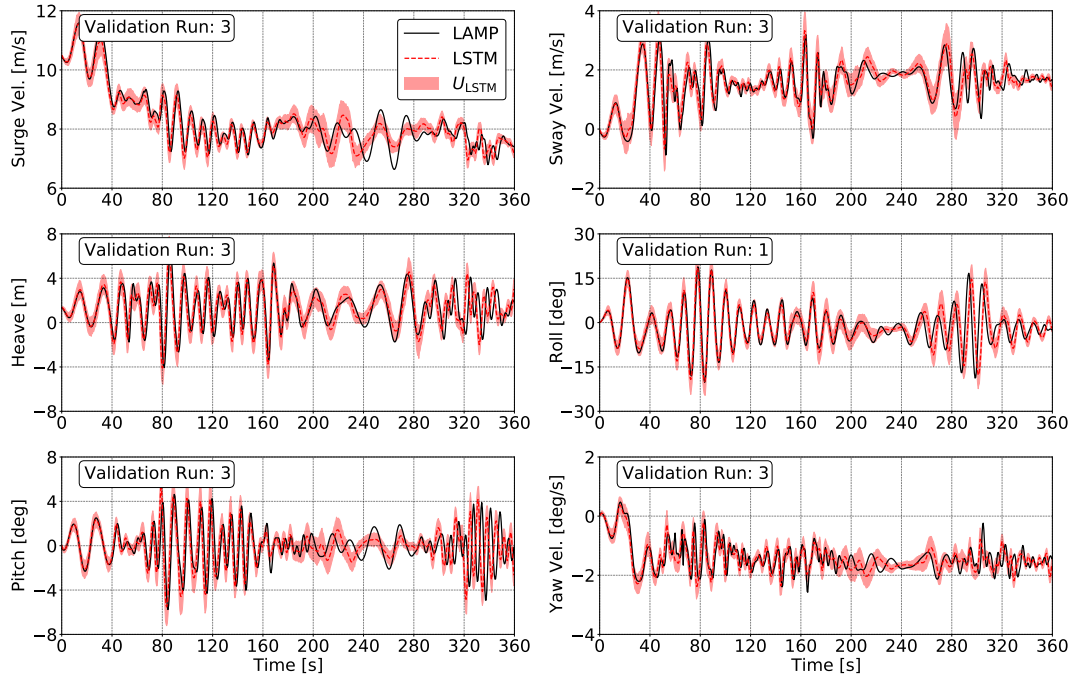 Validation Run: 3
LAMP
LSTM
U_LSTM
Surge Vel. [m/s]
12
10
8
6
0 40 80 120 160 200 240 280 320 360
Validation Run: 3
Sway Vel. [m/s]
4
2
0
−2
0 40 80 120 160 200 240 280 320 360
Validation Run: 3
Heave [m]
8
4
0
−4
−8
0 40 80 120 160 200 240 280 320 360
Validation Run: 1
Roll [deg]
30
15
0
−15
−30
0 40 80 120 160 200 240 280 320 360
Validation Run: 3
Pitch [deg]
8
4
0
−4
−8
0 40 80 120 160 200 240 280 320 360
Time [s]
Validation Run: 3
Yaw Vel. [deg/s]
2
0
−2
−4
0 40 80 120 160 200 240 280 320 360
Time [s]